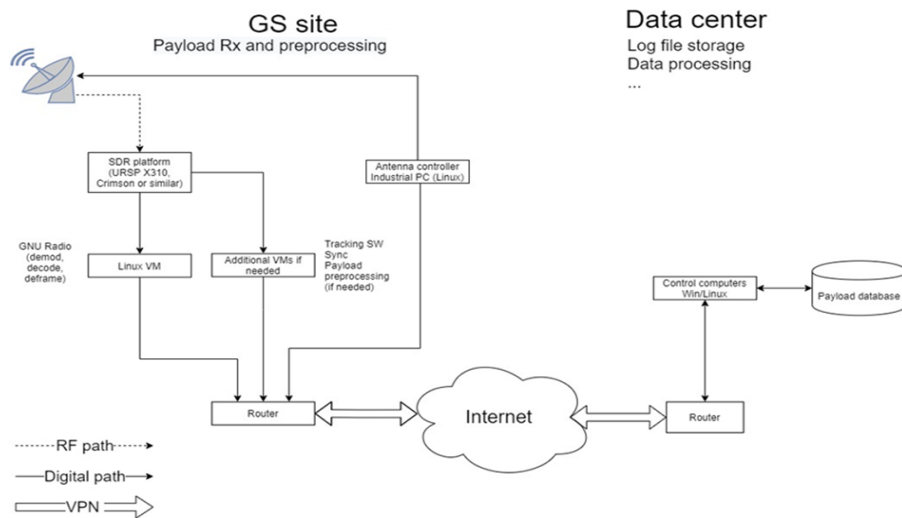 GS site
Payload Rx and preprocessing
Data center
Log file storage
Data processing
...
SDR platform
(URSP X310,
Crimson or similar)
Antenna controller
Industrial PC (Linux)
GNU Radio
(demod,
decode,
deframe)
Linux VM
Additional VMs if
needed
Tracking SW
Sync
Payload
preprocessing
(if needed)
Control computers
Win/Linux
Payload database
Router
Internet
Router
RF path
Digital path
VPN